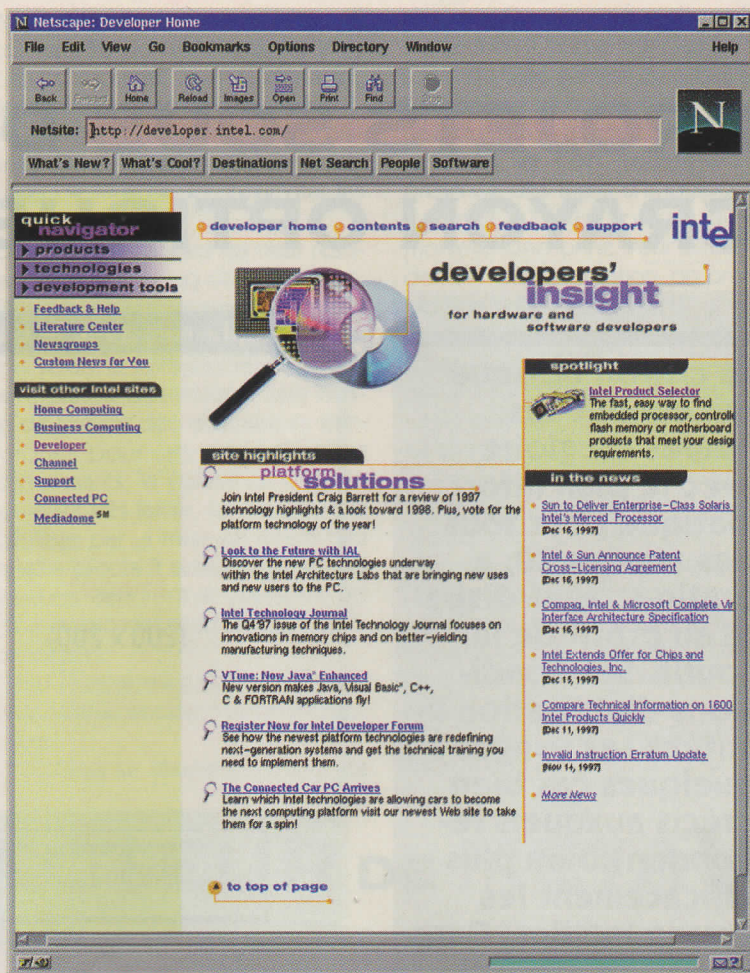 Netscape: Developer Home
File Edit View Go Bookmarks Options Directory Window Help
Back Forward Home Reload Images Open Print Find Stop
N
Netsite: http://developer.intel.com/
What's New? What's Cool? Destinations Net Search People Software
quick
navigator
products
technologies
development tools
Feedback & Help
Literature Center
Newsgroups
Custom News for You
visit other Intel sites
Home Computing
Business Computing
Developer
Channel
Support
Connected PC
Mediadome SM
developer home contents search feedback support
intel
developers'
insight
for hardware and
software developers
site highlights
platform
solutions
Join Intel President Craig Barrett for a review of 1997
technology highlights & a look toward 1998. Plus, vote for the
platform technology of the year!
Look to the Future with IAL
Discover the new PC technologies underway
within the Intel Architecture Labs that are bringing new uses
and new users to the PC.
Intel Technology Journal
The Q4'97 issue of the Intel Technology Journal focuses on
innovations in memory chips and on better-yielding
manufacturing techniques.
VTune: Now Java* Enhanced
New version makes Java, Visual Basic*, C++,
C & FORTRAN applications fly!
Register Now for Intel Developer Forum
See how the newest platform technologies are redefining
next-generation systems and get the technical training you
need to implement them.
The Connected Car PC Arrives
Learn which Intel technologies are allowing cars to become
the next computing platform visit our newest Web site to take
them for a spin!
to top of page
spotlight
Intel Product Selector
The fast, easy way to find
embedded processor, controlle
flash memory or motherboard
products that meet your design
requirements.
in the news
Sun to Deliver Enterprise-Class Solaris
Intel's Merced Processor
(Dec 16, 1997)
Intel & Sun Announce Patent
Cross-Licensing Agreement
(Dec 16, 1997)
Compaq, Intel & Microsoft Complete Vir
Interface Architecture Specification
(Dec 16, 1997)
Intel Extends Offer for Chips and
Technologies, Inc.
(Dec 15, 1997)
Compare Technical Information on 1600
Intel Products Quickly
(Dec 11, 1997)
Invalid Instruction Erratum Update
(Nov 14, 1997)
More News